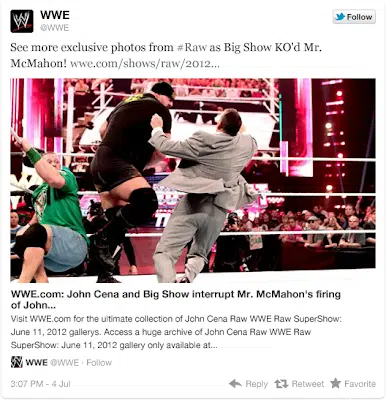 WWE
@WWE
Follow
See more exclusive photos from #Raw as Big Show KO'd Mr.
McMahon! wwe.com/shows/raw/2012...
WWE.com: John Cena and Big Show interrupt Mr. McMahon's firing
of John...
Visit WWE.com for the ultimate collection of John Cena Raw WWE Raw SuperShow:
June 11, 2012 gallerys. Access a huge archive of John Cena Raw WWE Raw
SuperShow: June 11, 2012 gallery only available at...
WWE @WWE · Follow
3:07 PM - 4 Jul
Reply Retweet Favorite